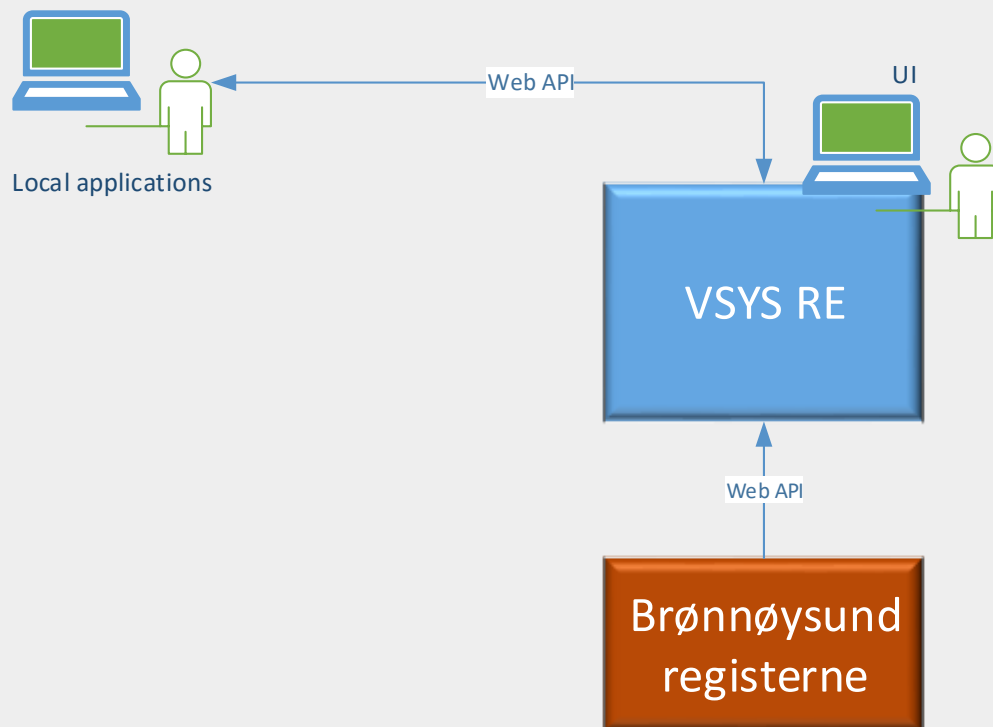 UI
Web API
Local applications
VSYS RE
Web API
Brønnøysund
registerne